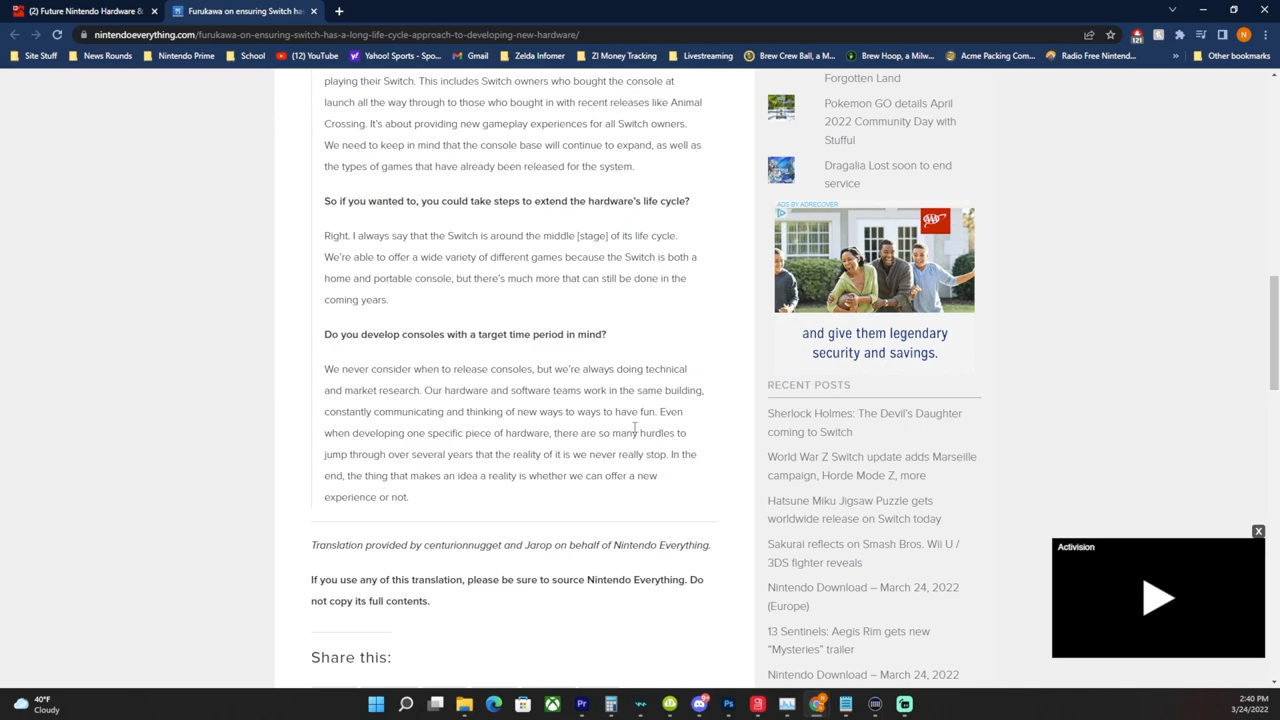 (2) Future Nintendo Hardware &
Furukawa on ensuring Switch has
nintendoeverything.com/furukawa-on-ensuring-switch-has-a-long-life-cycle-approach-to-developing-new-hardware/
121
N
Site Stuff
News Rounds
Nintendo Prime
School
(12) YouTube
Yahoo! Sports -...
Gmail
Zelda Infomer
ZI Money Tracking
Livestreaming
Brew Crew Ball, a M...
Brew Hoop, a Milw...
Acme Packing Com...
Radio Free Nintend...
»
Other bookmarks
playing their Switch. This includes Switch owners who bought the console at
launch all the way through to those who bought in with recent releases like Animal
Crossing. It's about providing new gameplay experiences for all Switch owners.
We need to keep in mind that the console base will continue to expand, as well as
the types of games that have already been released for the system.
So if you wanted to, you could take steps to extend the hardware's life cycle?
Right. I always say that the Switch is around the middle [stage] of its life cycle.
We're able to offer a wide variety of different games because the Switch is both a
home and portable console, but there's much more that can still be done in the
coming years.
Do you develop consoles with a target time period in mind?
We never consider when to release consoles, but we're always doing technical
and market research. Our hardware and software teams work in the same building,
constantly communicating and thinking of new ways to ways to have fun. Even
when developing one specific piece of hardware, there are so many hurdles to
jump through over several years that the reality of it is we never really stop. In the
end, the thing that makes an idea a reality is whether we can offer a new
experience or not.
Translation provided by centurionnugget and Jarop on behalf of Nintendo Everything.
If you use any of this translation, please be sure to source Nintendo Everything. Do
not copy its full contents.
Share this:
Forgotten Land
Pokemon GO details April
2022 Community Day with
Stufful
Dragalia Lost soon to end
service
ADS BY ADRECOVER
and give them legendary
security and savings.
RECENT POSTS
Sherlock Holmes: The Devil's Daughter
coming to Switch
World War Z Switch update adds Marseille
campaign, Horde Mode Z, more
Hatsune Miku Jigsaw Puzzle gets
worldwide release on Switch today
Sakurai reflects on Smash Bros. Wii U /
3DS fighter reveals
Nintendo Download – March 24, 2022
(Europe)
13 Sentinels: Aegis Rim gets new
"Mysteries" trailer
Nintendo Download – March 24, 2022
X
Activision
40°F
Cloudy
2:40 PM
3/24/2022